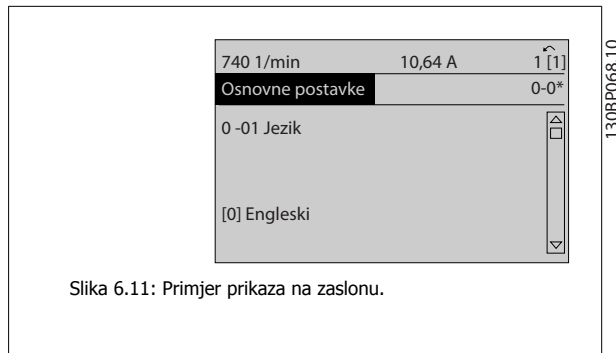 740 1/min 10,64 A 1 [1]
Osnovne postavke 0-0*
0 -01 Jezik
[0] Engleski
130BP068.10
Slika 6.11: Primjer prikaza na zaslonu.